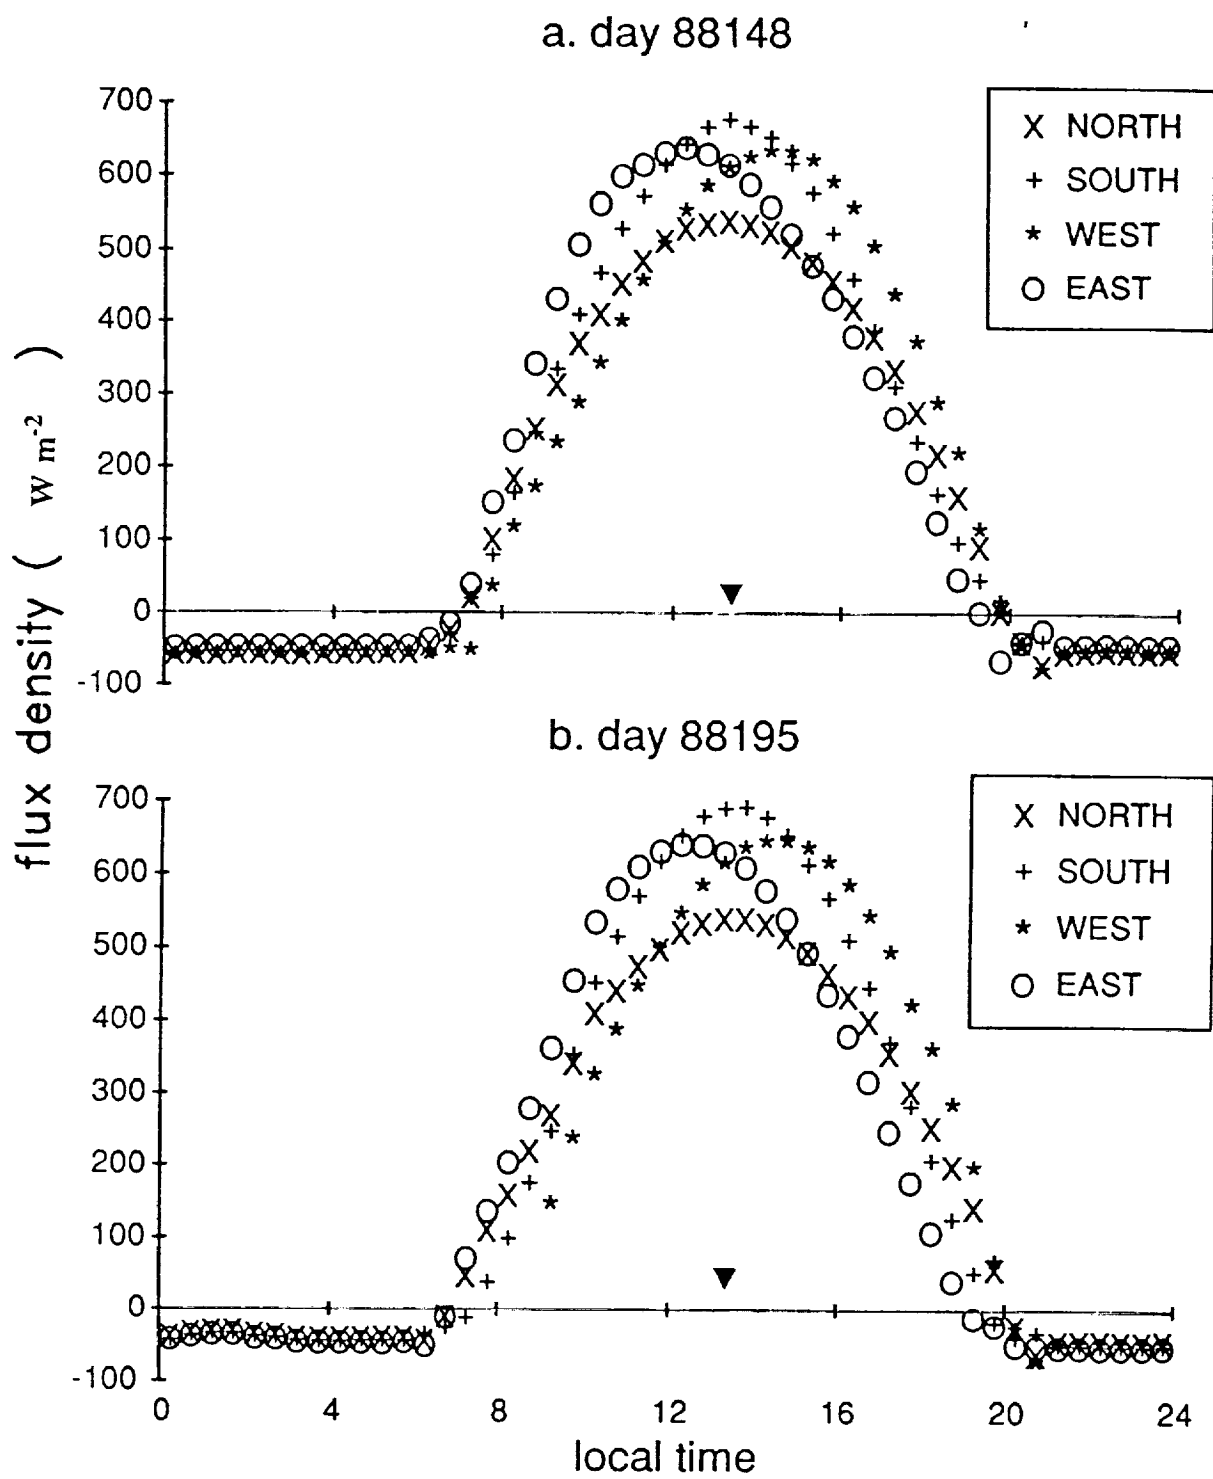 a. day 88148
flux density ( w m-2 )
700
600
500
400
300
200
100
0
-100
X NORTH
+ SOUTH
* WEST
O EAST
b. day 88195
700
600
500
400
300
200
100
0
-100
X NORTH
+ SOUTH
* WEST
O EAST
0 4 8 12 16 20 24
local time